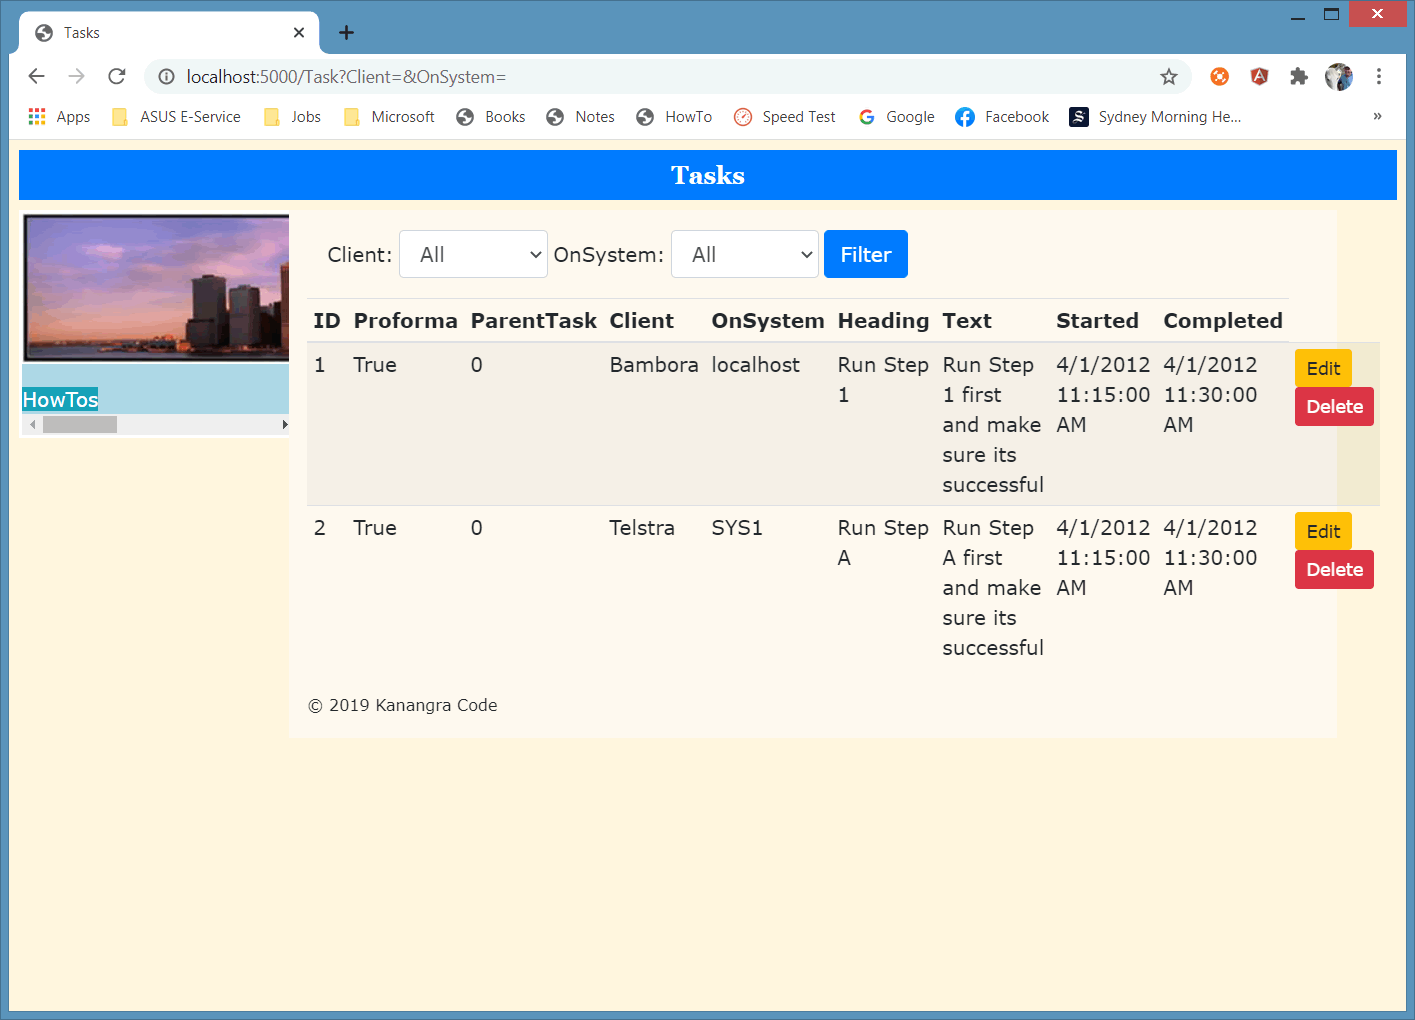 Tasks
localhost:5000/Task?Client=&OnSystem=
Apps ASUS E-Service Jobs Microsoft Books Notes HowTo Speed Test Google Facebook Sydney Morning He... »
Tasks
Client: All OnSystem: All Filter
ID Proforma ParentTask Client OnSystem Heading Text Started Completed
1 True 0 Bambora localhost Run Step Run Step 4/1/2012 4/1/2012 Edit
1 1 first 11:15:00 11:30:00
and make AM AM Delete
sure its
successful
HowTos
2 True 0 Telstra SYS1 Run Step Run Step 4/1/2012 4/1/2012 Edit
A A first 11:15:00 11:30:00
and make AM AM Delete
sure its
successful
© 2019 Kanangra Code